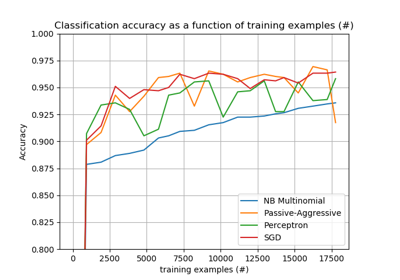 Classification accuracy as a function of training examples (#)
1.000
0.975
0.950
0.925
0.900
0.875
0.850
0.825
0.800
Accuracy
NB Multinomial
Passive-Aggressive
Perceptron
SGD
0 2500 5000 7500 10000 12500 15000 17500
training examples (#)